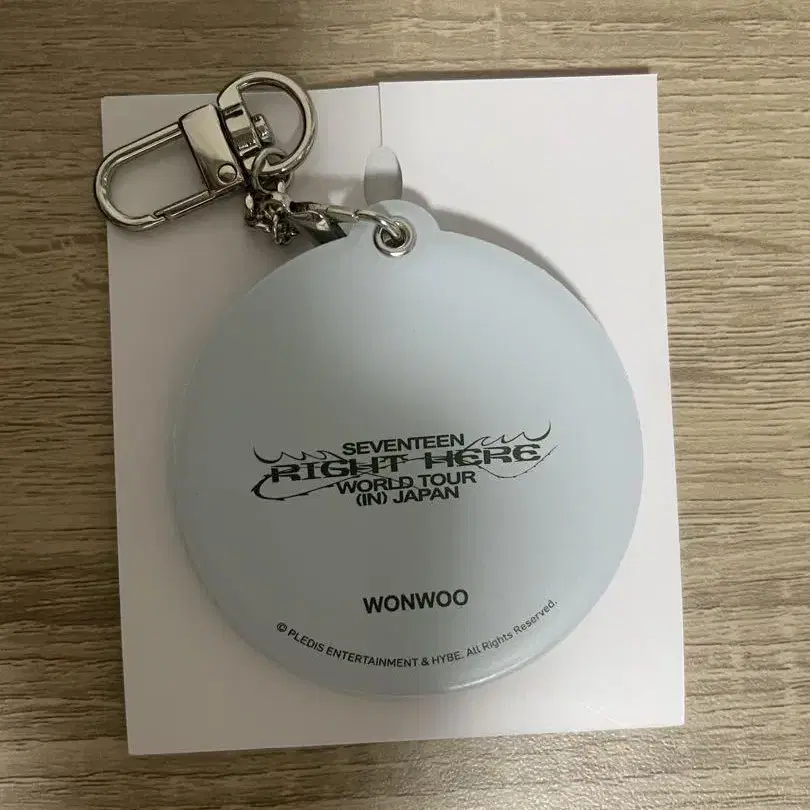 SEVENTEEN
RIGHT HERE
WORLD TOUR
(IN) JAPAN
WONWOO
© PLEDIS ENTERTAINMENT & HYBE. All Rights Reserved.